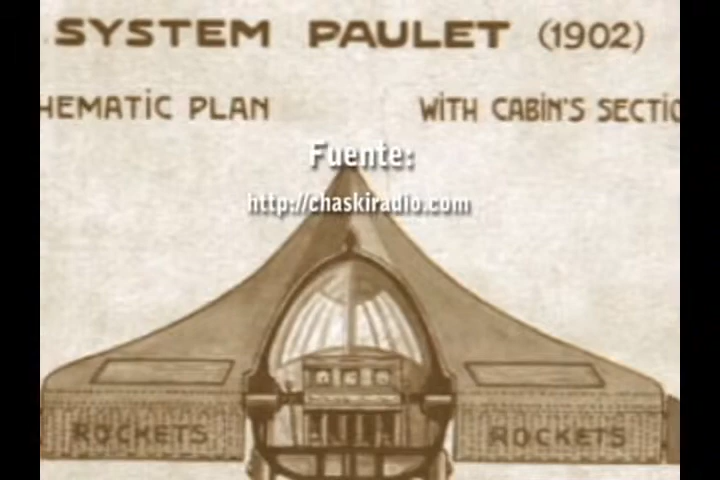 SYSTEM PAULET (1902)
HEMATIC PLAN WITH CABIN'S SECTIO
Fuente:
http://chaskiradio.com
ROCKETS ROCKETS